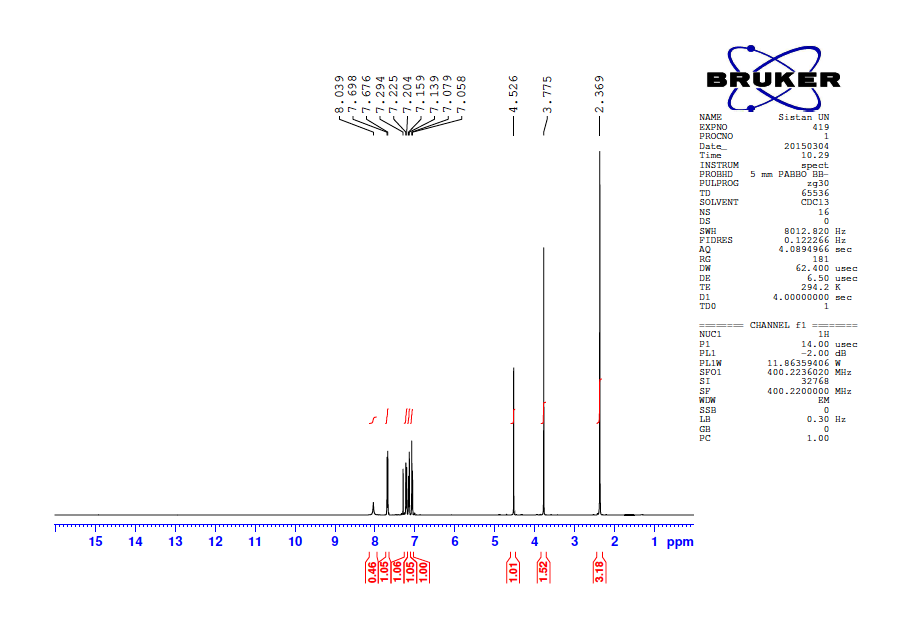 8.039
7.698
7.676
7.294
7.225
7.204
7.159
7.139
7.079
7.058
4.526
3.775
2.369
BRUKER
NAME Sistan UN
EXPNO 419
PROCNO 1
Date_ 20150304
Time 10.29
INSTRUM spect
PROBHD 5 mm PABBO BB-
PULPROG zg30
TD 65536
SOLVENT CDCl3
NS 16
DS 0
SWH 8012.820 Hz
FIDRES 0.122266 Hz
AQ 4.0894966 sec
RG 181
DW 62.400 usec
DE 6.50 usec
TE 294.2 K
D1 4.00000000 sec
TD0 1
======== CHANNEL f1 ========
NUC1 1H
P1 14.00 usec
PL1 -2.00 dB
PL1W 11.86359406 W
SFO1 400.2236020 MHz
SI 32768
SF 400.2200000 MHz
WDW EM
SSB 0
LB 0.30 Hz
GB 0
PC 1.00
15 14 13 12 11 10 9 8 7 6 5 4 3 2 1 ppm
0.46
1.05
1.06
1.05
1.00
1.01
1.52
3.18